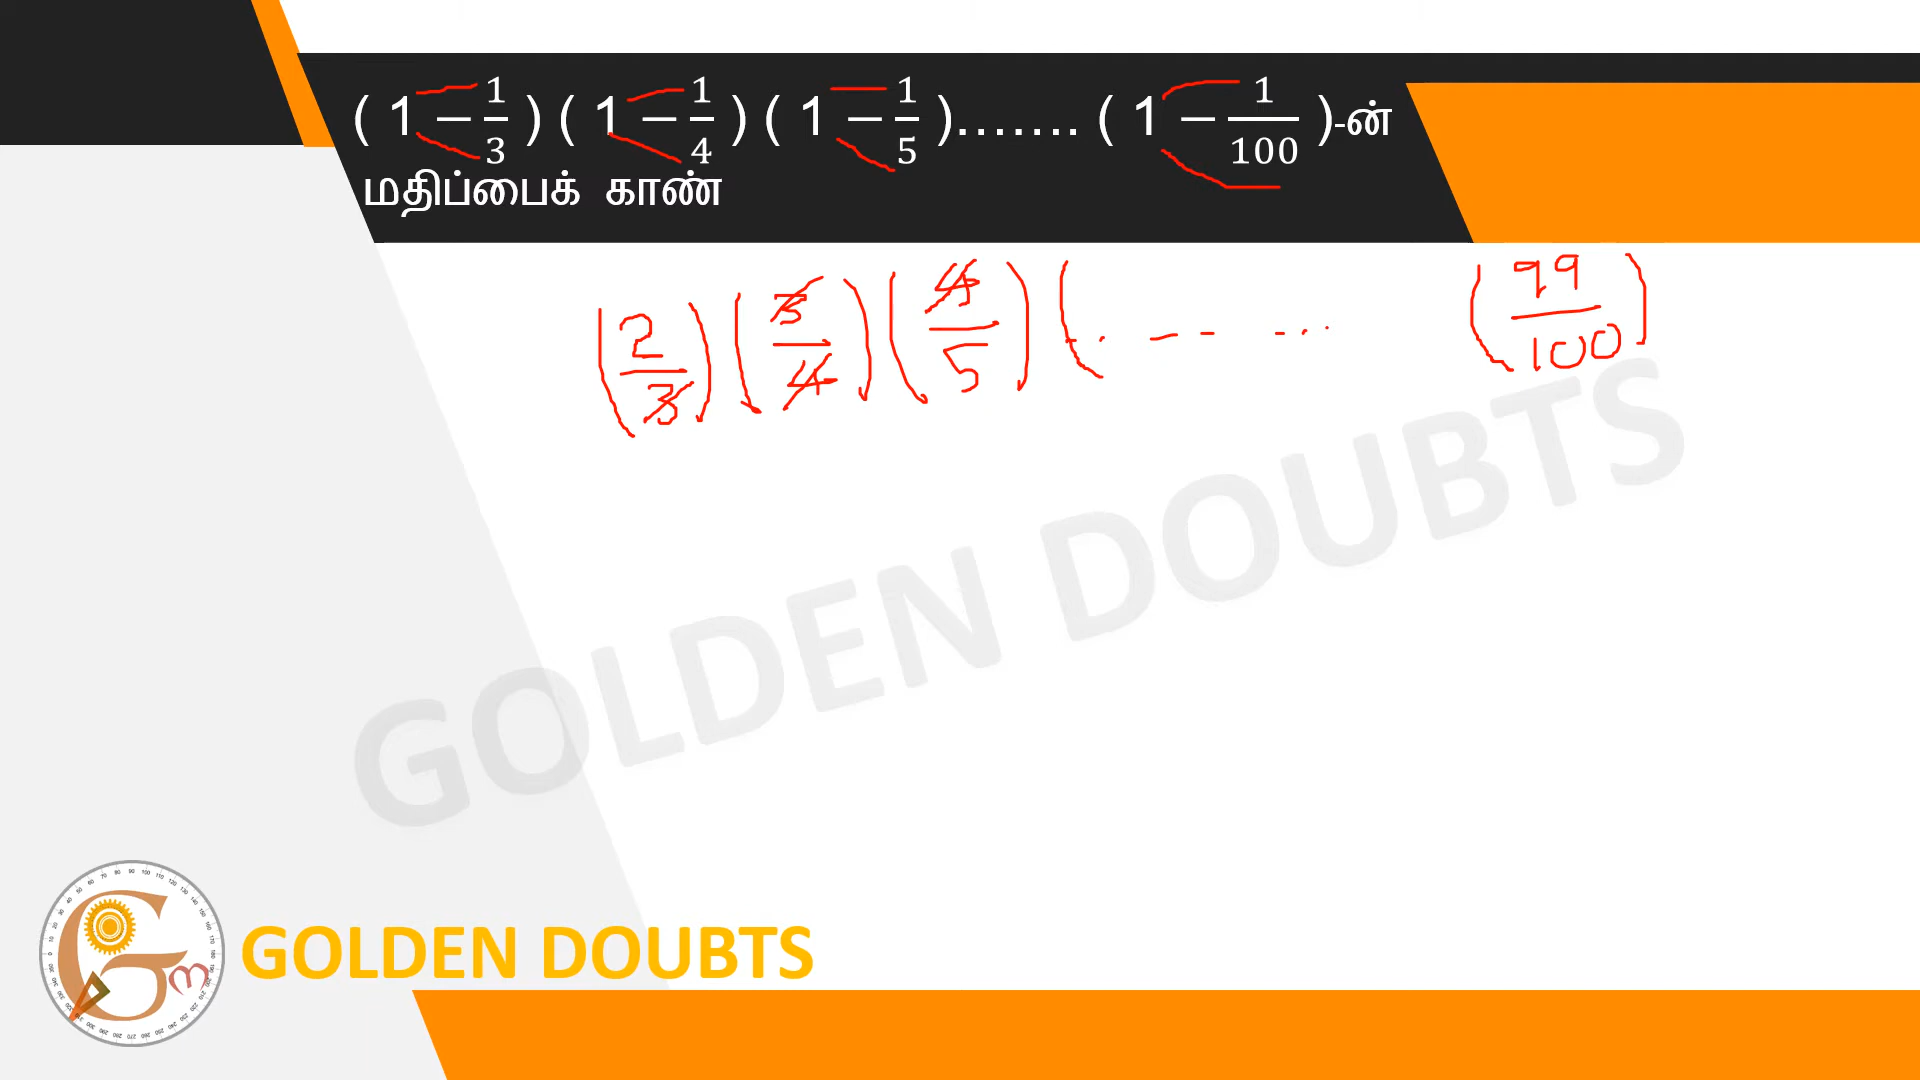 ( 1 − 1/3 ) ( 1 − 1/4 ) ( 1 − 1/5 )....... ( 1 − 1/100 )-ன்
மதிப்பைக் காண்
(2/3) (3/4) (4/5) (. --- ... (99/100)
GOLDEN DOUBTS
GOLDEN DOUBTS